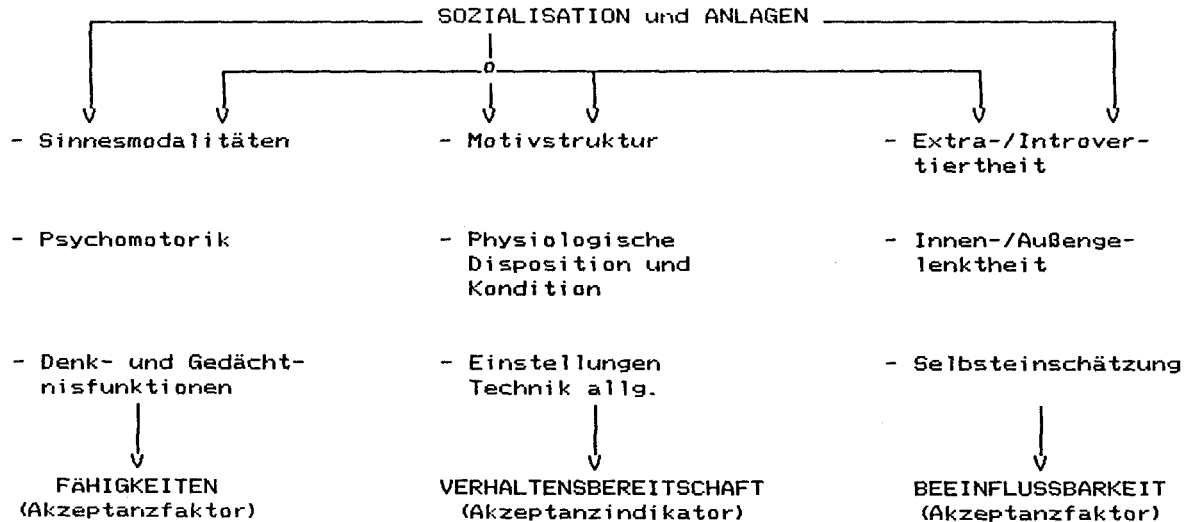 SOZIALISATION und ANLAGEN
- Sinnesmodalitäten
- Motivstruktur
- Extra-/Introver-
tiertheit
- Psychomotorik
- Physiologische
Disposition und
Kondition
- Innen-/Außenge-
lenktheit
- Denk- und Gedächt-
nisfunktionen
- Einstellungen
Technik allg.
- Selbsteinschätzung
FÄHIGKEITEN
(Akzeptanzfaktor)
VERHALTENSBEREITSCHAFT
(Akzeptanzindikator)
BEEINFLUSSBARKEIT
(Akzeptanzfaktor)